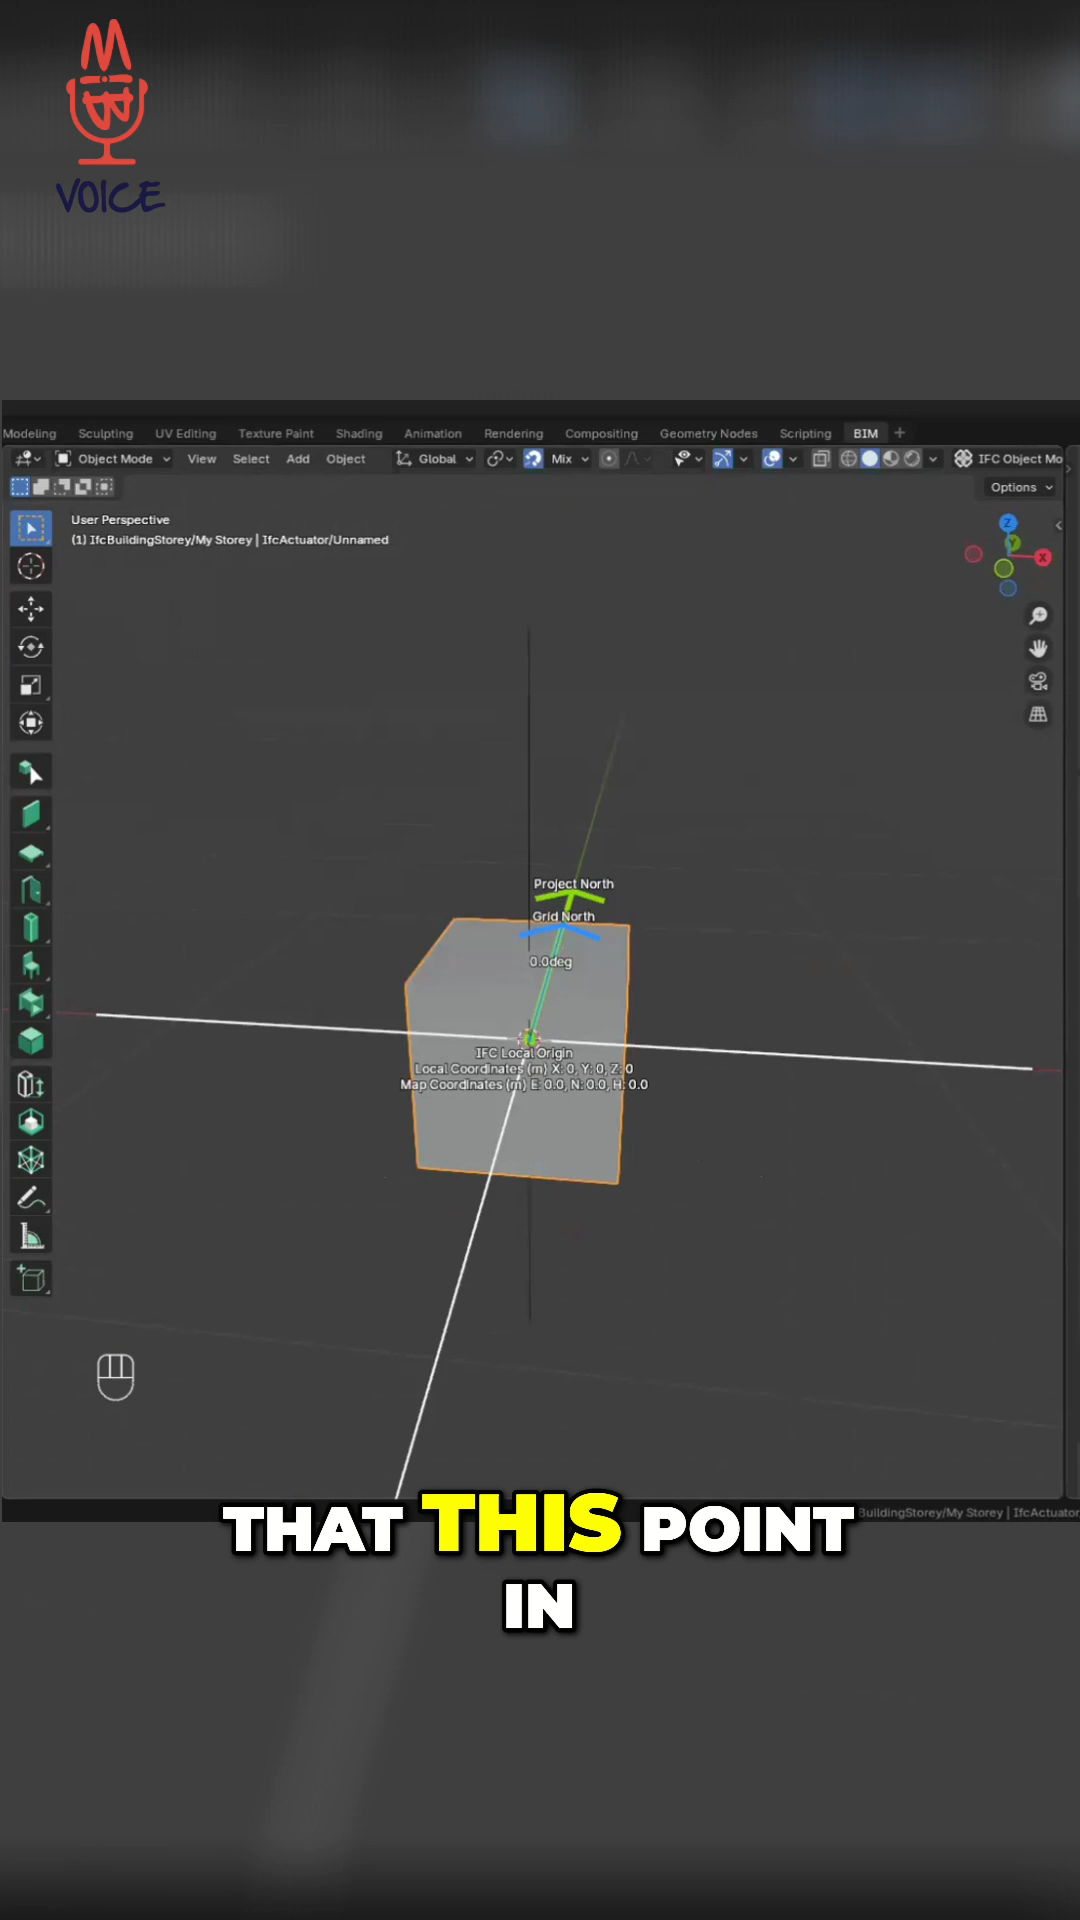 VOICE
Modeling Sculpting UV Editing Texture Paint Shading Animation Rendering Compositing Geometry Nodes Scripting BIM +
Object Mode View Select Add Object Global Mix IFC Object Mo
Options
User Perspective
(1) IfcBuildingStorey/My Storey | IfcActuator/Unnamed
Z
Y
X
Project North
Grid North
0.0deg
IFC Local Origin
Local Coordinates (m) X: 0, Y: 0, Z: 0
Map Coordinates (m) E: 0.0, N: 0.0, H: 0.0
BuildingStorey/My Storey | IfcActuator
THAT THIS POINT
IN